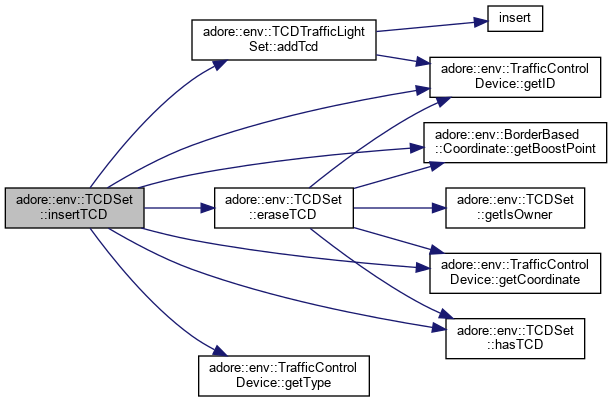 adore::env::TCDTrafficLight
Set::addTcd
insert
adore::env::TrafficControl
Device::getID
adore::env::BorderBased
::Coordinate::getBoostPoint
adore::env::TCDSet
::insertTCD
adore::env::TCDSet
::eraseTCD
adore::env::TCDSet
::getIsOwner
adore::env::TrafficControl
Device::getCoordinate
adore::env::TCDSet
::hasTCD
adore::env::TrafficControl
Device::getType